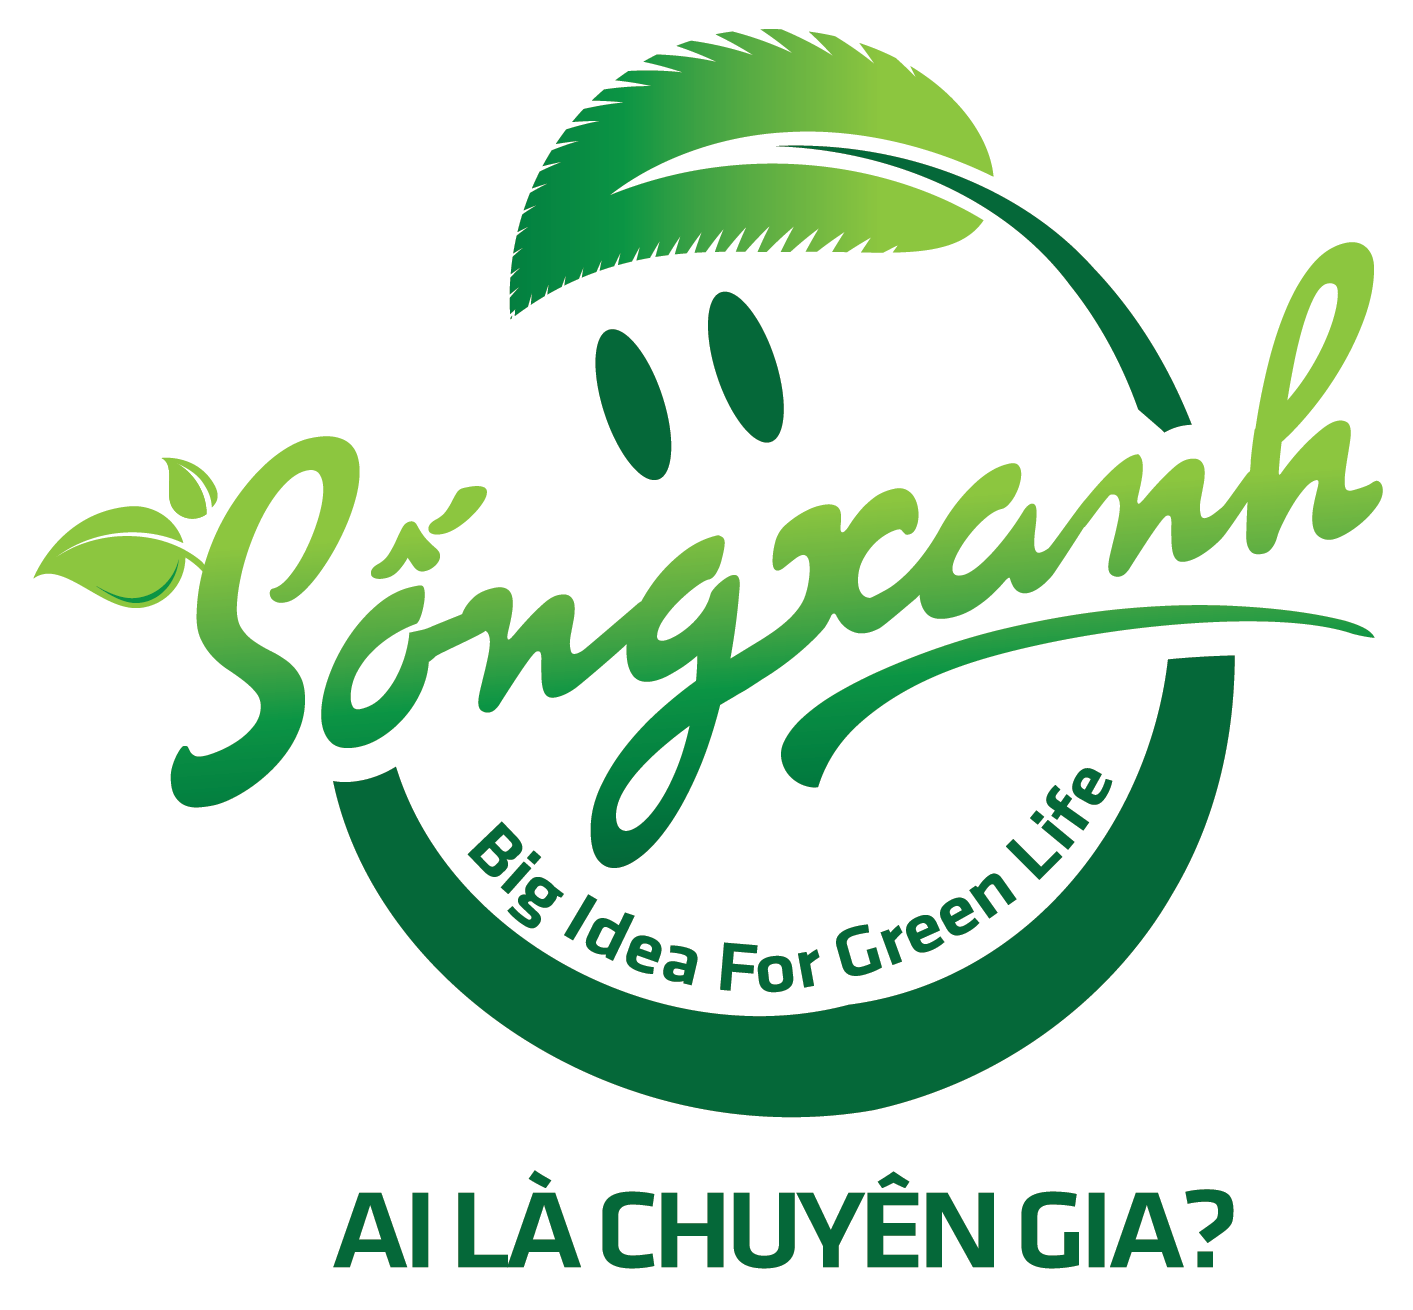 Sốngxanh
Big Idea For Green Life
AI LÀ CHUYÊN GIA?